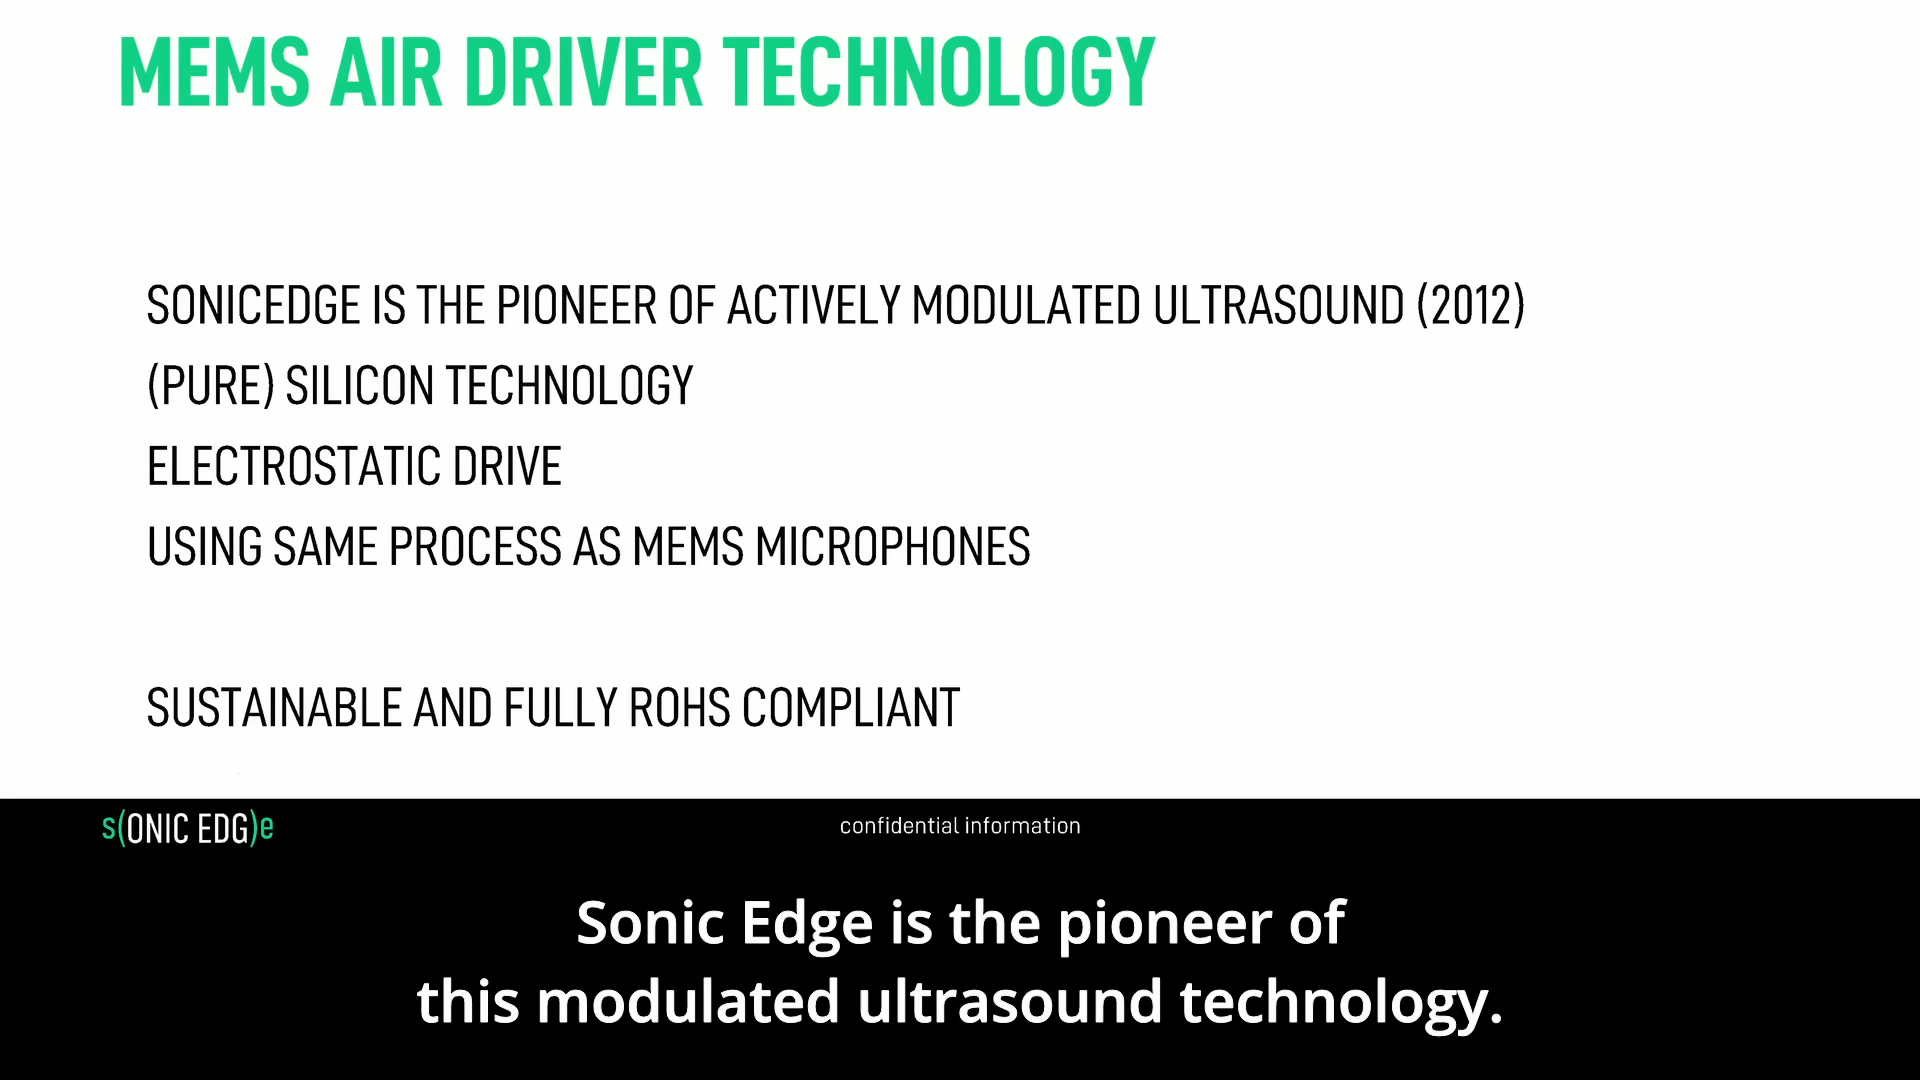 MEMS AIR DRIVER TECHNOLOGY
SONICEDGE IS THE PIONEER OF ACTIVELY MODULATED ULTRASOUND (2012)
(PURE) SILICON TECHNOLOGY
ELECTROSTATIC DRIVE
USING SAME PROCESS AS MEMS MICROPHONES
SUSTAINABLE AND FULLY ROHS COMPLIANT
s(ONIC EDG)e
confidential information
Sonic Edge is the pioneer of
this modulated ultrasound technology.